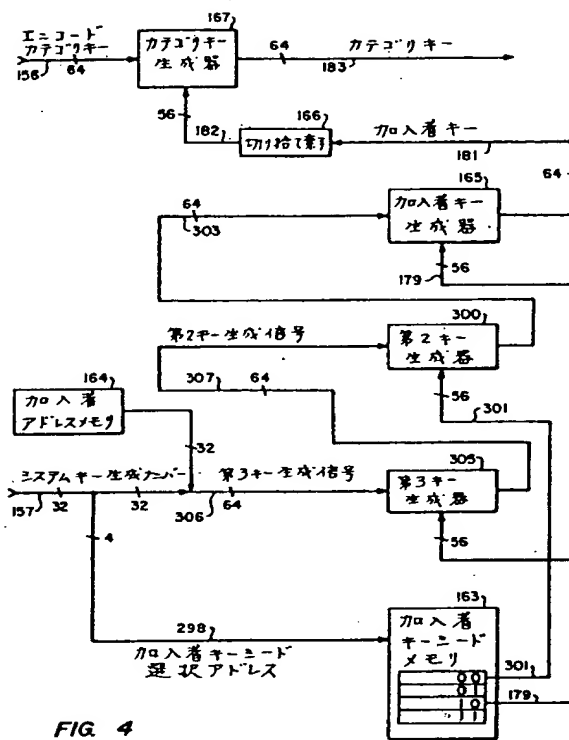 エニコード
カテゴリキー
156
64
167
カテゴリキー
生成器
64
カテゴリキー
183
56
182
166
切り捨て素子
加入者キー
181
64
165
加入者キー
生成器
64
303
56
179
300
第2キー
生成器
第2キー生成信号
307
64
56
301
164
加入者
アドレスメモリ
32
システムキー生成ナンバー
157
32
32
第3キー生成信号
306
64
305
第3キー
生成器
56
4
298
加入者キーシード
選択アドレス
163
加入者
キーシード
メモリ
00
01
10
11
301
179
FIG. 4